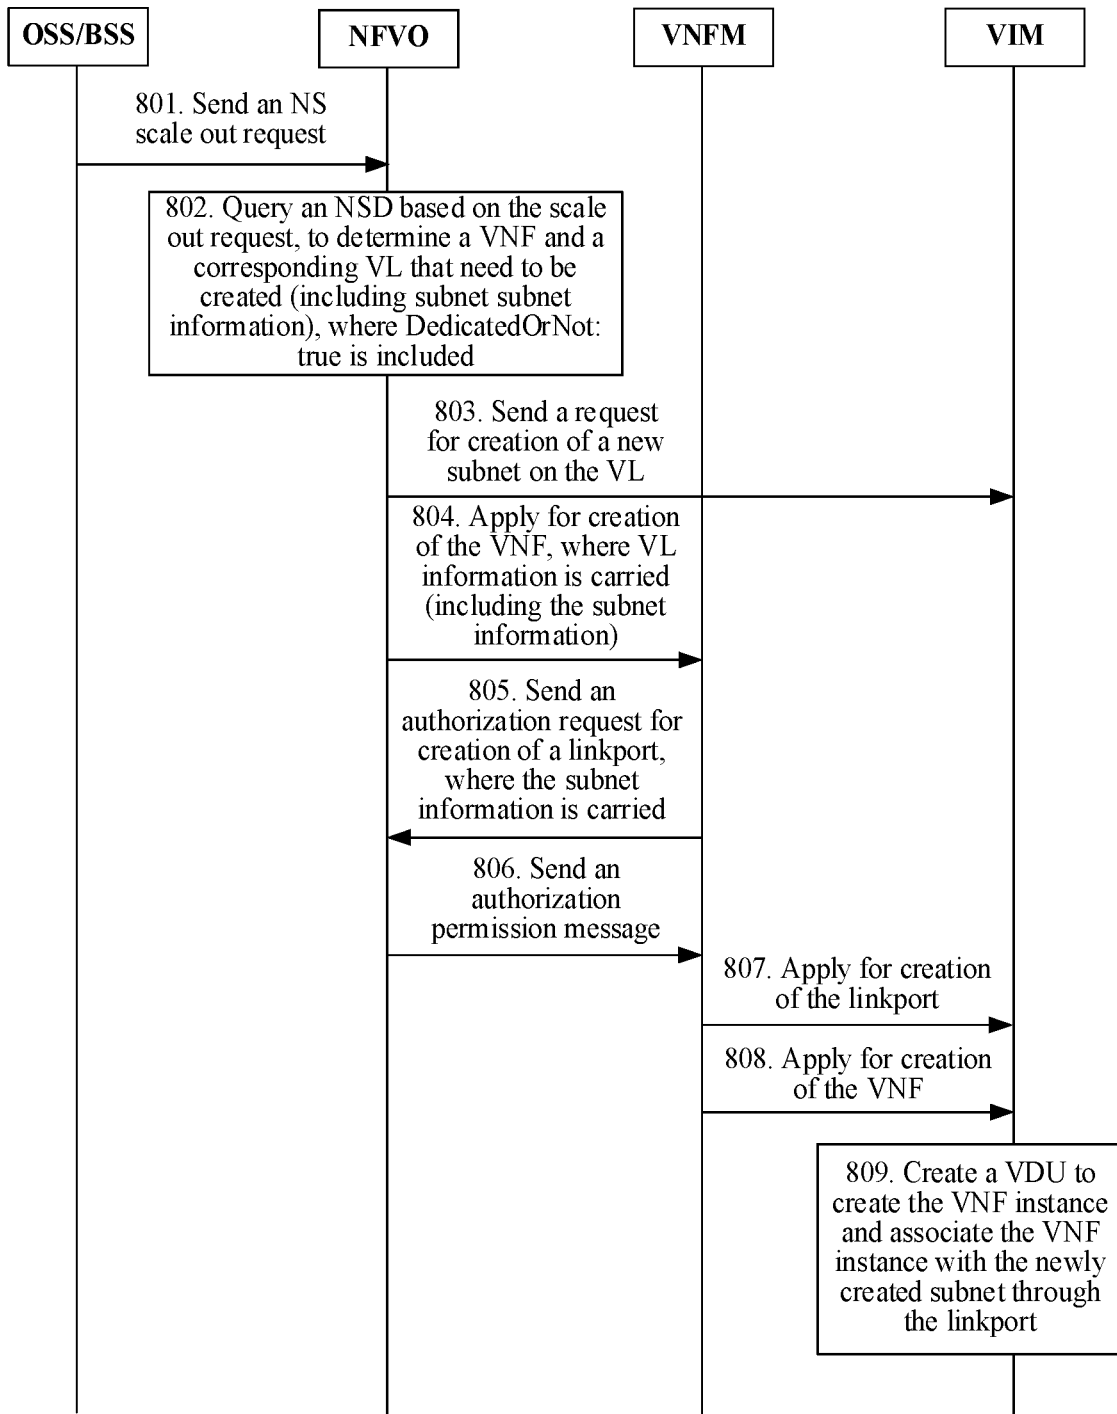 OSS/BSS
NFVO
VNFM
VIM
801. Send an NS
scale out request
802. Query an NSD based on the scale
out request, to determine a VNF and a
corresponding VL that need to be
created (including subnet subnet
information), where DedicatedOrNot:
true is included
803. Send a request
for creation of a new
subnet on the VL
804. Apply for creation
of the VNF, where VL
information is carried
(including the subnet
information)
805. Send an
authorization request for
creation of a linkport,
where the subnet
information is carried
806. Send an
authorization
permission message
807. Apply for creation
of the linkport
808. Apply for creation
of the VNF
809. Create a VDU to
create the VNF instance
and associate the VNF
instance with the newly
created subnet through
the linkport